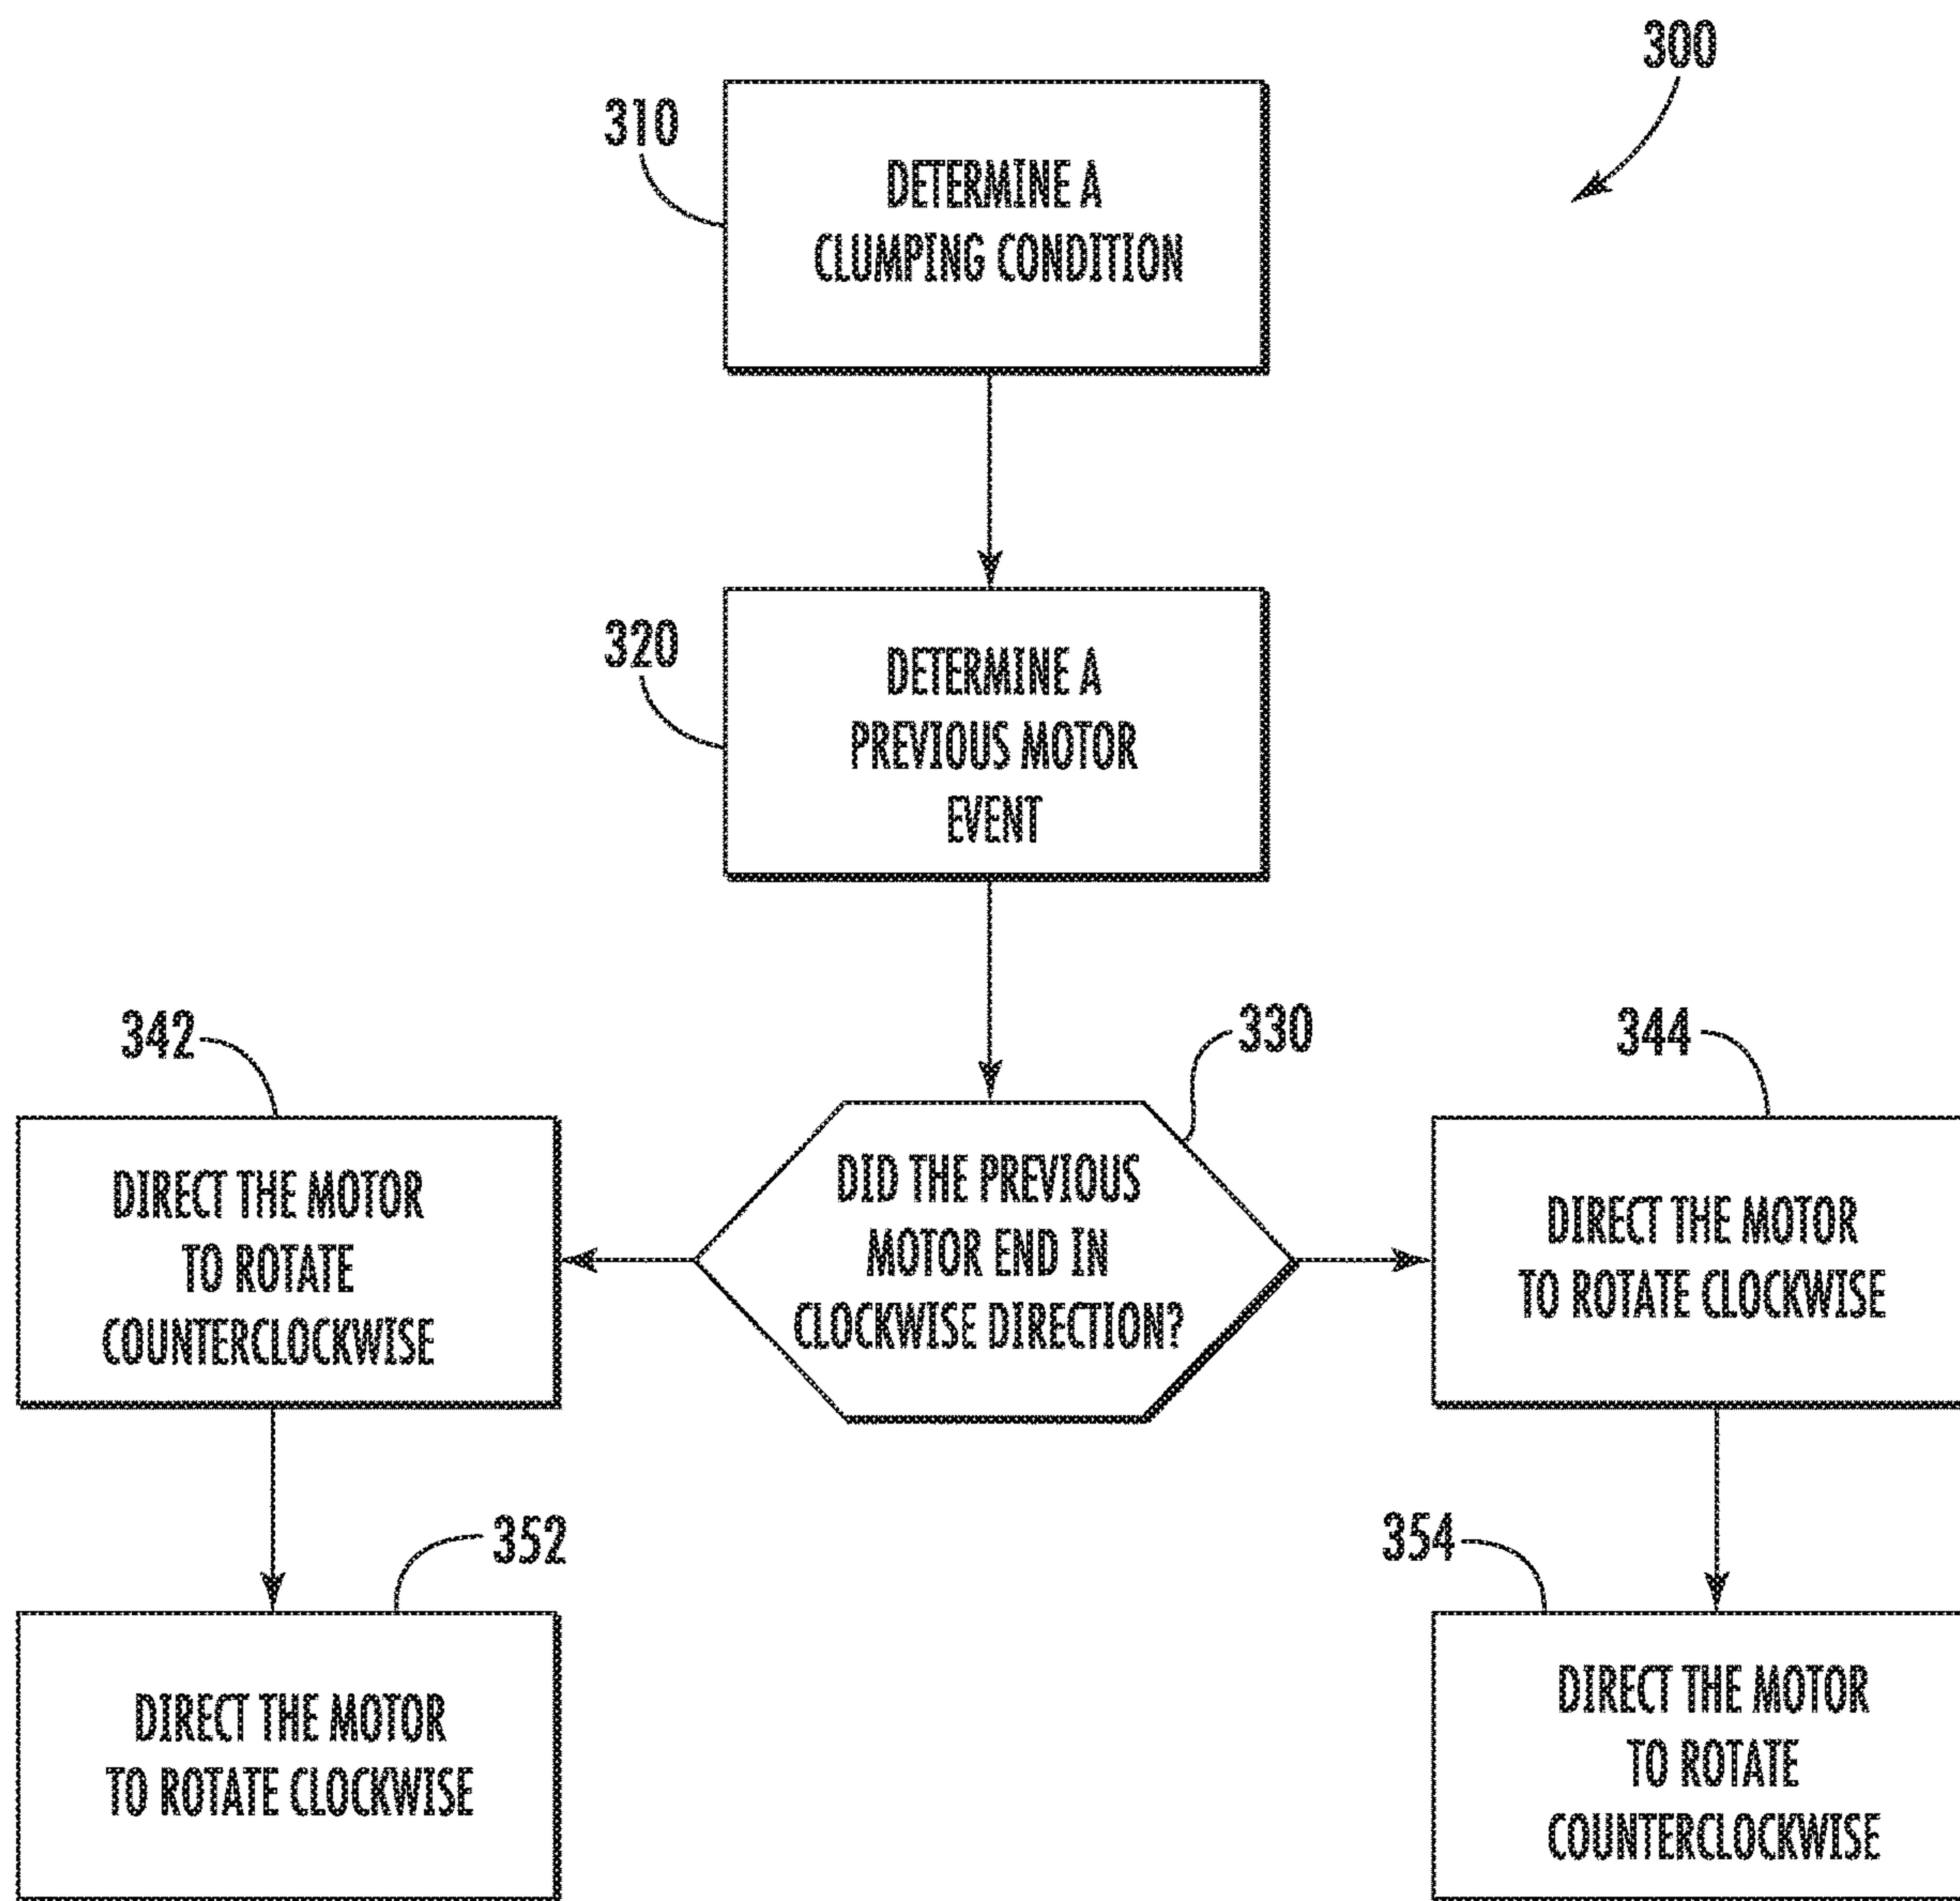 300
310
DETERMINE A
CLUMPING CONDITION
320
DETERMINE A
PREVIOUS MOTOR
EVENT
330
DID THE PREVIOUS
MOTOR END IN
CLOCKWISE DIRECTION?
342
DIRECT THE MOTOR
TO ROTATE
COUNTERCLOCKWISE
344
DIRECT THE MOTOR
TO ROTATE CLOCKWISE
352
DIRECT THE MOTOR
TO ROTATE CLOCKWISE
354
DIRECT THE MOTOR
TO ROTATE
COUNTERCLOCKWISE